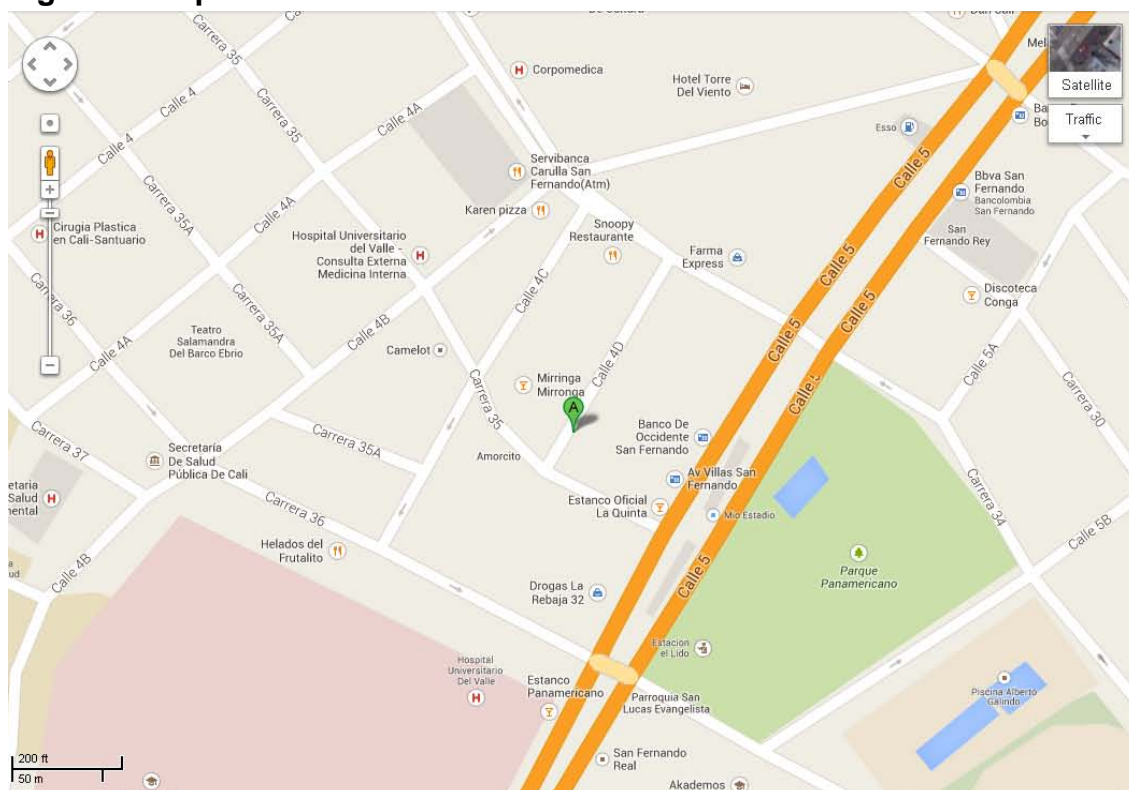 Carrera 35
Calle 4
Calle 4
Carrera 35
Calle 4A
Calle 4A
Carrera 35A
Carrera 35A
Carrera 36
Calle 4A
Calle 4B
Calle 4C
Calle 4D
Carrera 35
Carrera 35A
Carrera 37
Carrera 36
Calle 4B
Calle 5
Calle 5
Calle 5
Calle 5
Calle 5
Calle 5A
Carrera 30
Carrera 34
Calle 5B
Corpomedica
Hotel Torre
Del Viento
Esso
Satellite
Traffic
Servibanca
Carulla San
Fernando(Atm)
Karen pizza
Snoopy
Restaurante
Farma
Express
Bbva San
Fernando
Bancolombia
San Fernando
San
Fernando Rey
Discoteca
Conga
Cirugia Plastica
en Cali-Santuario
Hospital Universitario
del Valle -
Consulta Externa
Medicina Interna
Teatro
Salamandra
Del Barco Ebrio
Camelot
Mirringa
Mirronga
A
Amorcito
Banco De
Occidente
San Fernando
Av Villas San
Fernando
Estanco Oficial
La Quinta
Mio Estadio
Secretaría
De Salud
Pública De Cali
Helados del
Frutalito
Drogas La
Rebaja 32
Parque
Panamericano
Estacion
el Lido
Hospital
Universitario
Del Valle
Estanco
Panamericano
Parroquia San
Lucas Evangelista
Piscina Alberto
Galindo
San Fernando
Real
Akademos
200 ft
50 m